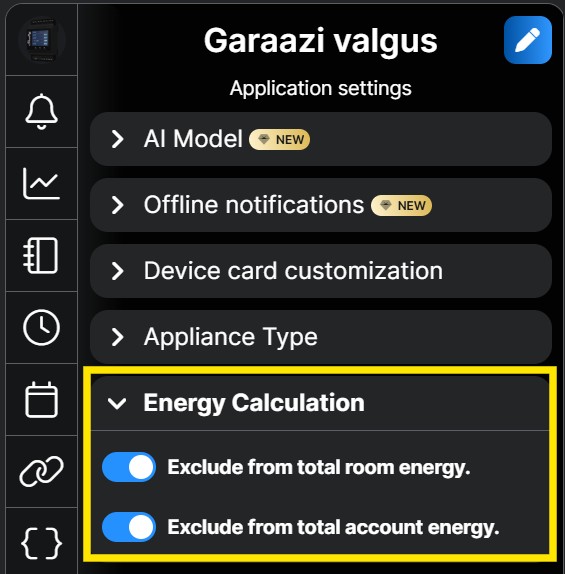 Garaazi valgus
Application settings
AI Model NEW
Offline notifications NEW
Device card customization
Appliance Type
Energy Calculation
Exclude from total room energy.
Exclude from total account energy.